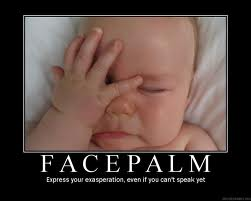 FACEPALM
Express your exasperation, even if you can't speak yet